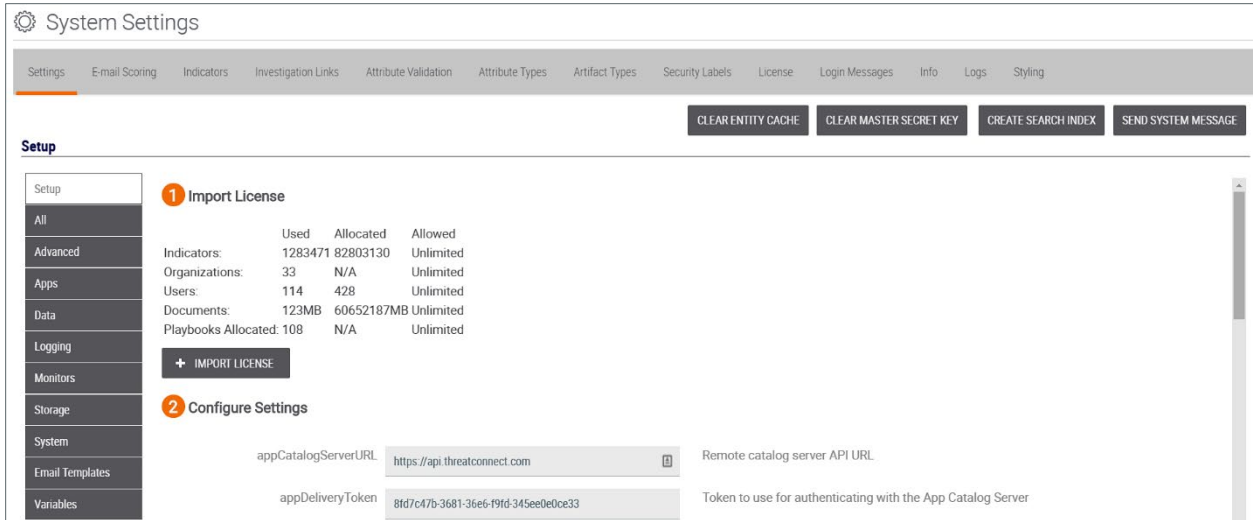 System Settings
Settings E-mail Scoring Indicators Investigation Links Attribute Validation Attribute Types Artifact Types Security Labels License Login Messages Info Logs Styling
CLEAR ENTITY CACHE CLEAR MASTER SECRET KEY CREATE SEARCH INDEX SEND SYSTEM MESSAGE
Setup
Setup
All
Advanced
Apps
Data
Logging
Monitors
Storage
System
Email Templates
Variables
1 Import License
Used Allocated Allowed
Indicators: 1283471 82803130 Unlimited
Organizations: 33 N/A Unlimited
Users: 114 428 Unlimited
Documents: 123MB 60652187MB Unlimited
Playbooks Allocated: 108 N/A Unlimited
+ IMPORT LICENSE
2 Configure Settings
appCatalogServerURL https://api.threatconnect.com Remote catalog server API URL
appDeliveryToken 8fd7c47b-3681-36e6-f9fd-345ee0e0ce33 Token to use for authenticating with the App Catalog Server